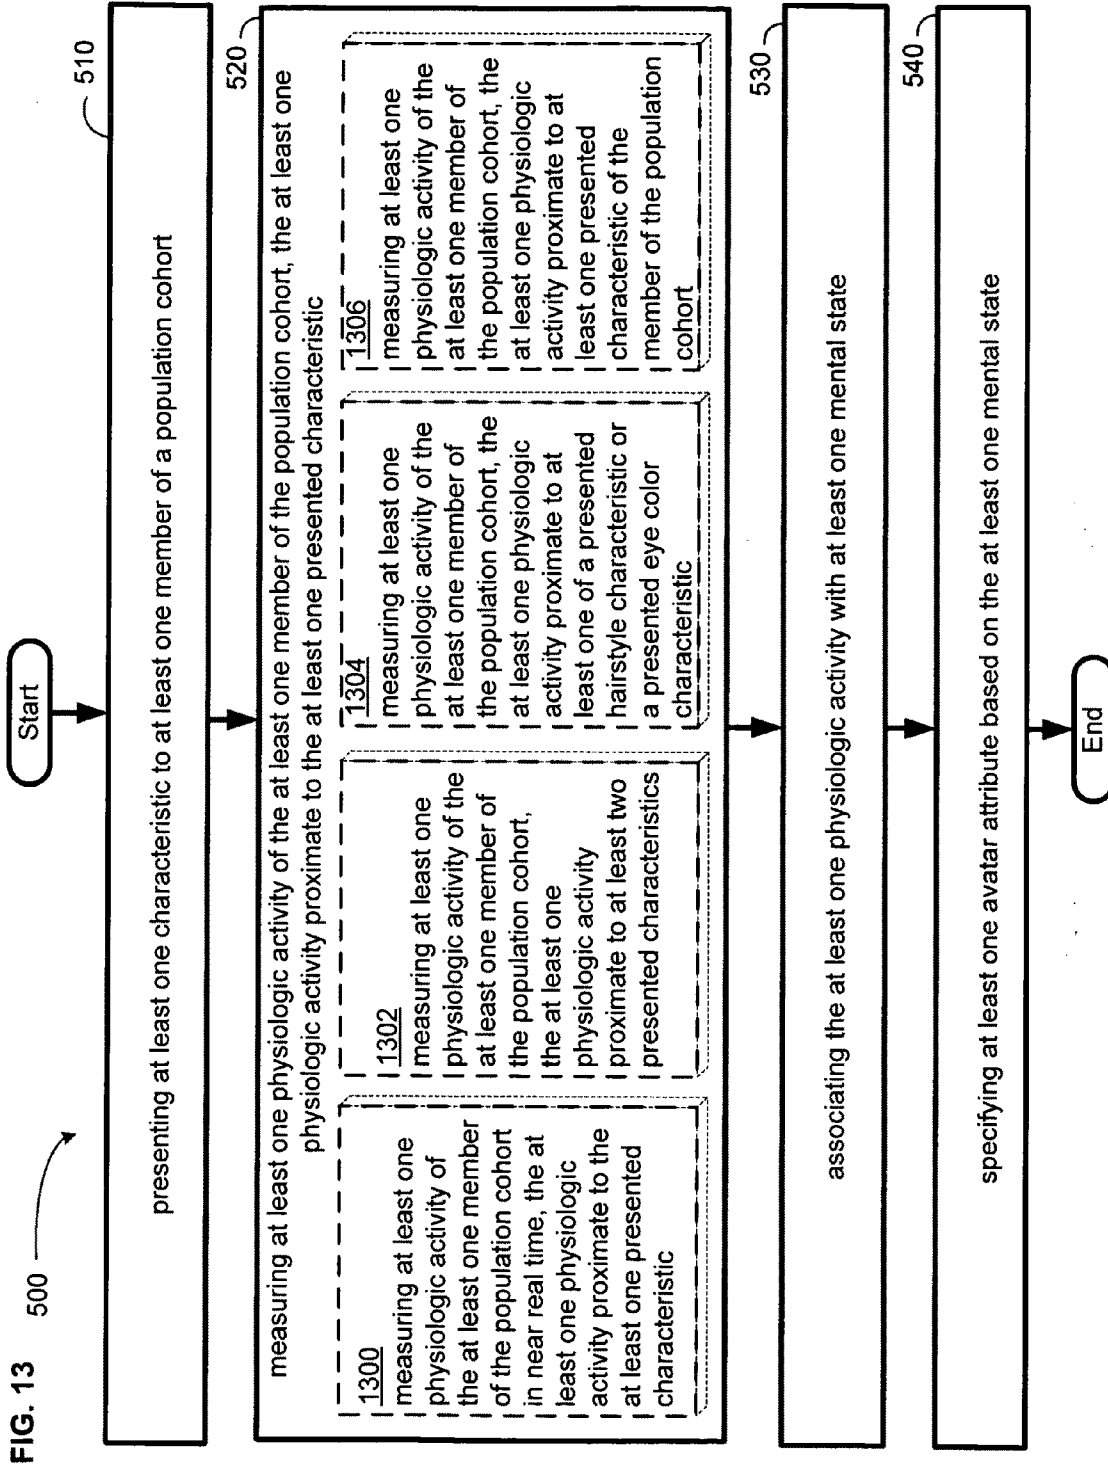 FIG. 13
500
Start
510
presenting at least one characteristic to at least one member of a population cohort
520
measuring at least one physiologic activity of the at least one member of the population cohort, the at least one
physiologic activity proximate to the at least one presented characteristic
1300
measuring at least one
physiologic activity of
the at least one member
of the population cohort
in near real time, the at
least one physiologic
activity proximate to the
at least one presented
characteristic
1302
measuring at least one
physiologic activity of the
at least one member of
the population cohort,
the at least one
physiologic activity
proximate to at least two
presented characteristics
1304
measuring at least one
physiologic activity of the
at least one member of
the population cohort, the
at least one physiologic
activity proximate to at
least one of a presented
hairstyle characteristic or
a presented eye color
characteristic
1306
measuring at least one
physiologic activity of the
at least one member of
the population cohort, the
at least one physiologic
activity proximate to at
least one presented
characteristic of the
member of the population
cohort
530
associating the at least one physiologic activity with at least one mental state
540
specifying at least one avatar attribute based on the at least one mental state
End